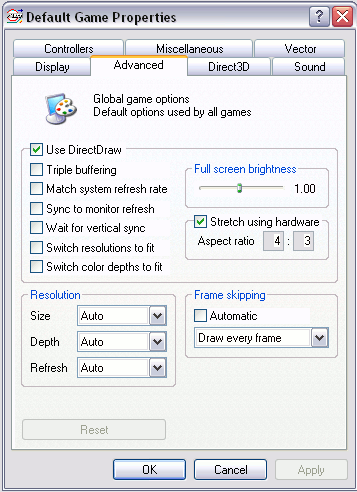 Default Game Properties
Controllers Miscellaneous Vector
Display Advanced Direct3D Sound
Global game options
Default options used by all games
Use DirectDraw
Triple buffering
Match system refresh rate
Sync to monitor refresh
Wait for vertical sync
Switch resolutions to fit
Switch color depths to fit
Full screen brightness
1.00
Stretch using hardware
Aspect ratio 4 : 3
Resolution
Size Auto
Depth Auto
Refresh Auto
Frame skipping
Automatic
Draw every frame
Reset
OK Cancel Apply